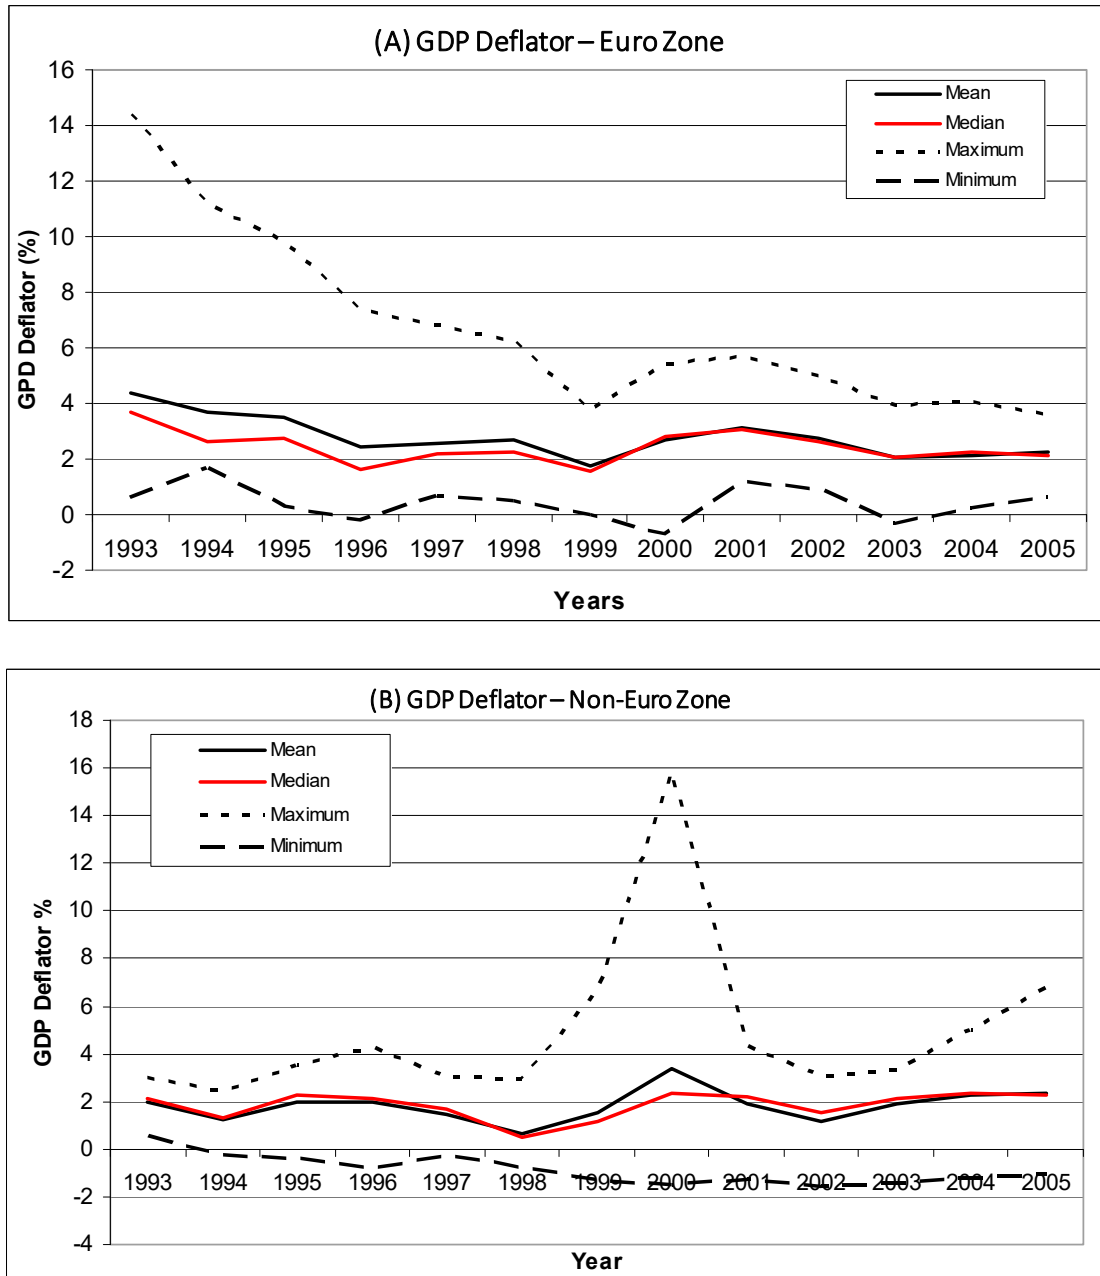 (A) GDP Deflator – Euro Zone
16
14
12
10
8
6
4
2
0
-2
GPD Deflator (%)
Mean
Median
Maximum
Minimum
1993 1994 1995 1996 1997 1998 1999 2000 2001 2002 2003 2004 2005
Years
(B) GDP Deflator – Non-Euro Zone
18
16
14
12
10
8
6
4
2
0
-2
-4
GDP Deflator %
Mean
Median
Maximum
Minimum
1993 1994 1995 1996 1997 1998 1999 2000 2001 2002 2003 2004 2005
Year